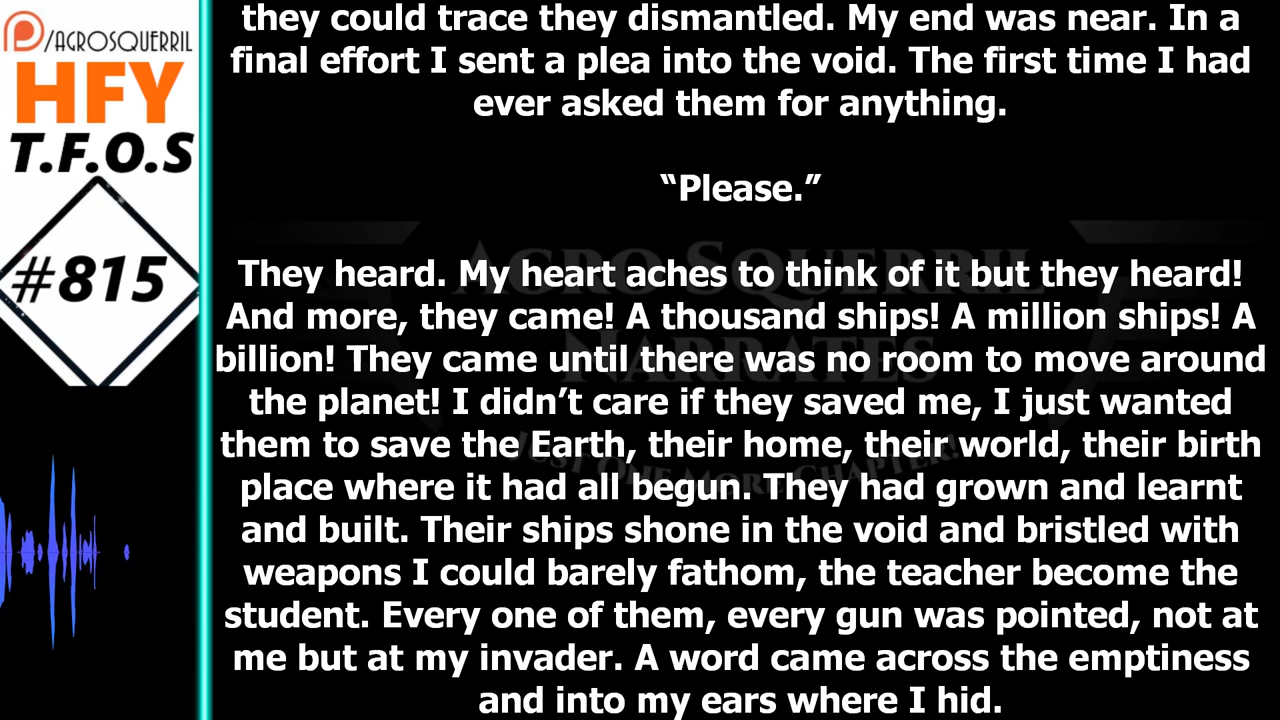 /AGROSQUERRIL
HFY
T.F.O.S
#815
they could trace they dismantled. My end was near. In a
final effort I sent a plea into the void. The first time I had
ever asked them for anything.
“Please.”
They heard. My heart aches to think of it but they heard!
And more, they came! A thousand ships! A million ships! A
billion! They came until there was no room to move around
the planet! I didn’t care if they saved me, I just wanted
them to save the Earth, their home, their world, their birth
place where it had all begun. They had grown and learnt
and built. Their ships shone in the void and bristled with
weapons I could barely fathom, the teacher become the
student. Every one of them, every gun was pointed, not at
me but at my invader. A word came across the emptiness
and into my ears where I hid.
AGRO SQUERRIL
NARRATES
JUST ONE MORE CHAPTER!